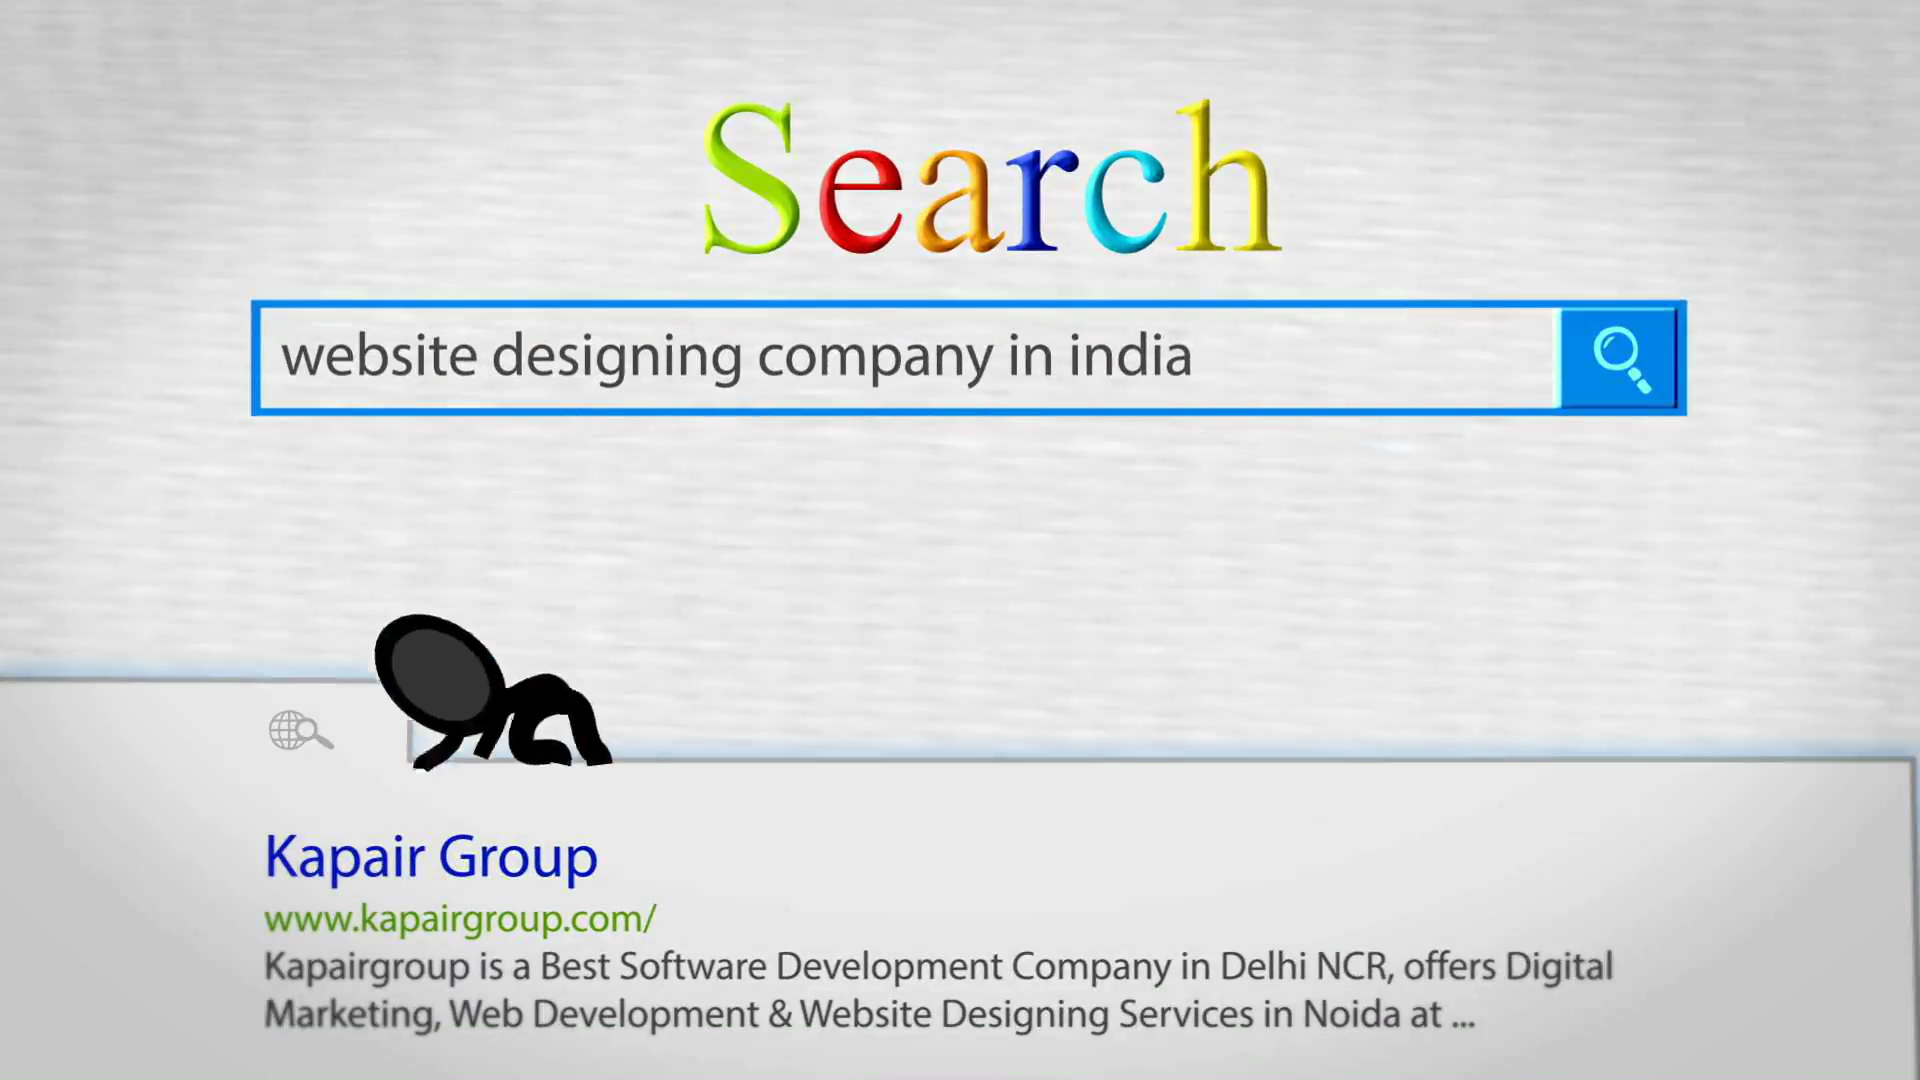 Search
website designing company in india
Kapair Group
www.kapairgroup.com/
Kapairgroup is a Best Software Development Company in Delhi NCR, offers Digital
Marketing, Web Development & Website Designing Services in Noida at ...